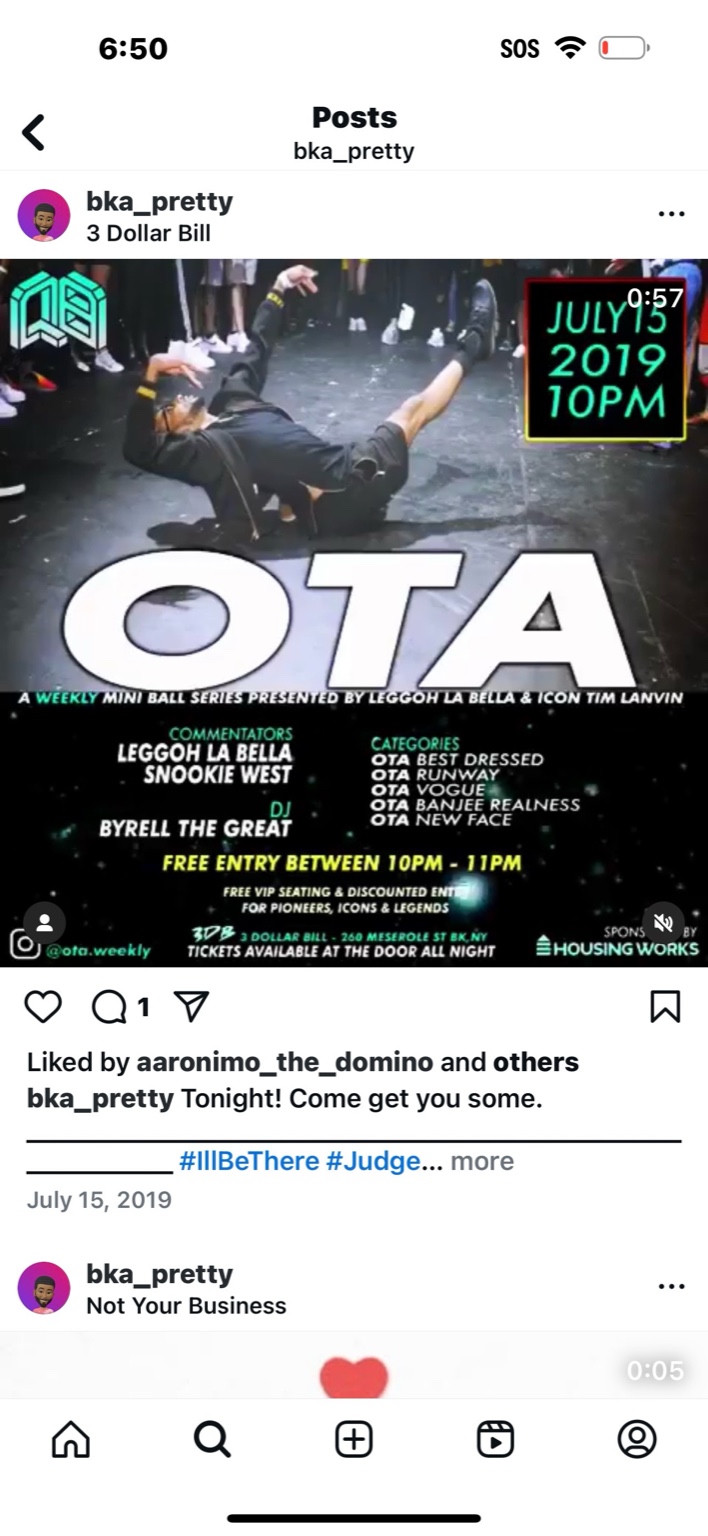 6:50
SOS
Posts
bka_pretty
bka_pretty
3 Dollar Bill
0:57
JULY 15
2019
10PM
OTA
A WEEKLY MINI BALL SERIES PRESENTED BY LEGGOH LA BELLA & ICON TIM LANVIN
COMMENTATORS
LEGGOH LA BELLA
SNOOKIE WEST
DJ
BYRELL THE GREAT
CATEGORIES
OTA BEST DRESSED
OTA RUNWAY
OTA VOGUE
OTA BANJEE REALNESS
OTA NEW FACE
FREE ENTRY BETWEEN 10PM - 11PM
FREE VIP SEATING & DISCOUNTED
FOR PIONEERS, ICONS & LEGENDS
@ota.weekly
3DB 3 DOLLAR BILL - 260 MESEROLE ST BK, NY
TICKETS AVAILABLE AT THE DOOR ALL NIGHT
BY
HOUSING WORKS
1
Liked by aaronimo_the_domino and others
bka_pretty Tonight! Come get you some.
#IllBeThere #Judge... more
July 15, 2019
bka_pretty
Not Your Business
0:05